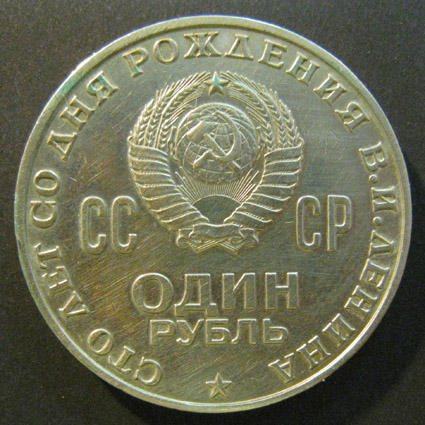 СТО ЛЕТ СО ДНЯ РОЖДЕНИЯ В.И.ЛЕНИНА
СС СР
ОДИН
РУБЛЬ